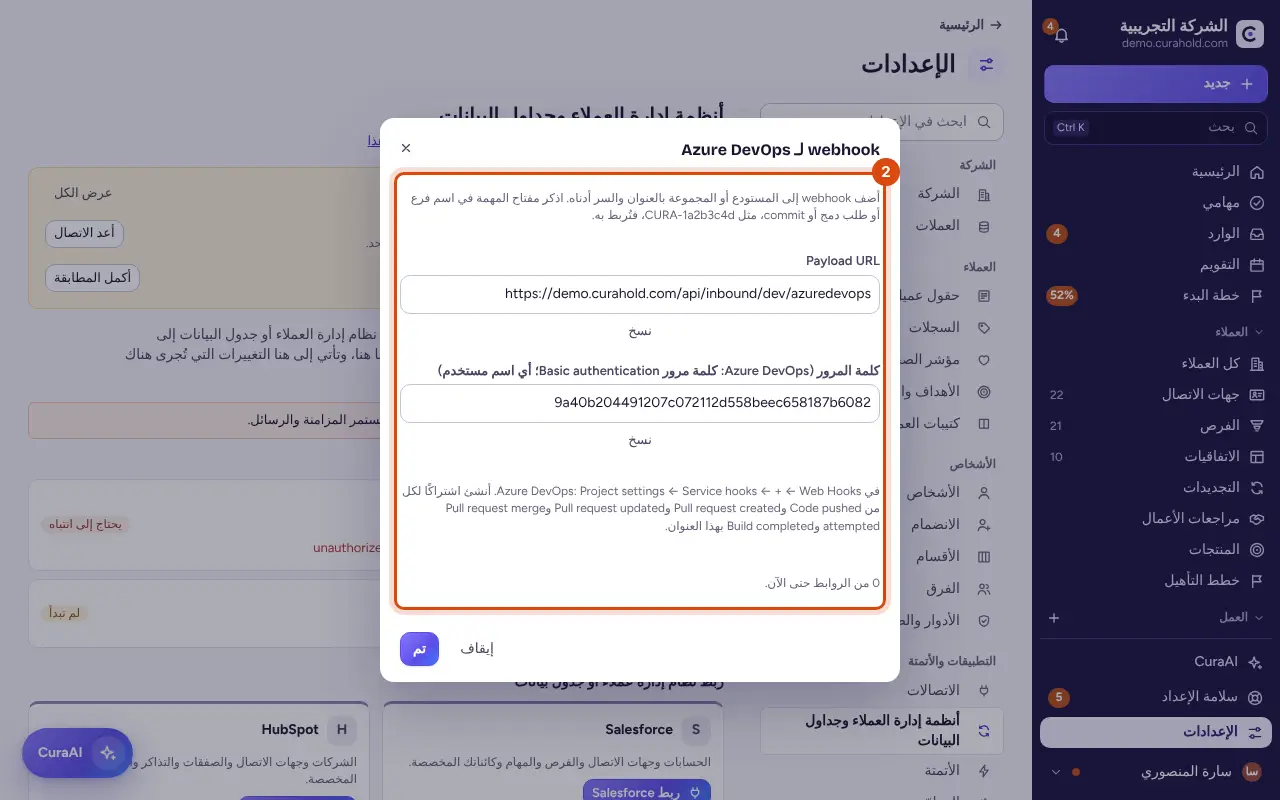 الشركة التجريبية
demo.curahold.com
4
جديد
بحث
Ctrl K
الرئيسية
مهامي
الوارد
4
التقويم
خطة البدء
52%
العملاء
كل العملاء
جهات الاتصال
22
الفرص
21
الاتفاقيات
10
التجديدات
مراجعات الأعمال
المنتجات
خطط التأهيل
العمل
CuraAI
سلامة الإعداد
5
الإعدادات
سارة المنصوري
سا
الرئيسية
الإعدادات
ابحث في
الشركة
الشركة
العملات
العملاء
حقول
السجلات
مؤشر
الأهداف
كتيبات
الأشخاص
الأشخاص
الانضمام
الأقسام
الفرق
الأدوار
التطبيقات والأتمتة
الاتصالات
أنظمة إدارة العملاء وجداول
البيانات
الأتمتة
أنظمة إدارة العملاء وجداول البيانات
هذا
عرض الكل
أعد الاتصال
أكمل المطابقة
نظام إدارة العملاء أو جدول البيانات إلى
هنا، وتأتي إلى هنا التغييرات التي تُجرى هناك
المزامنة والرسائل.
يحتاج إلى انتباه
لم تبدأ
webhook لـ Azure DevOps
2
أضف webhook إلى المستودع أو المجموعة بالعنوان والسر أدناه. اذكر مفتاح المهمة في اسم فرع
أو طلب دمج أو commit، مثل CURA-1a2b3c4d، فتُربط به.
Payload URL
https://demo.curahold.com/api/inbound/dev/azuredevops
نسخ
كلمة المرور (Azure DevOps: كلمة مرور Basic authentication؛ أي اسم مستخدم)
9a40b204491207c072112d558beec658187b6082
نسخ
في Azure DevOps: Project settings ← Service hooks ← + ← Web Hooks. أنشئ اشتراكًا لكل
من Code pushed وPull request created وPull request updated وPull request merge
attempted وBuild completed بهذا العنوان.
0 من الروابط حتى الآن.
إيقاف
تم
ربط نظام إدارة عملاء أو جدول بيانات
S
Salesforce
الحسابات وجهات الاتصال والفرص والمهام وكائناتك المخصصة.
ربط Salesforce
H
HubSpot
الشركات وجهات الاتصال والصفقات والتذاكر
المخصصة.
CuraAI